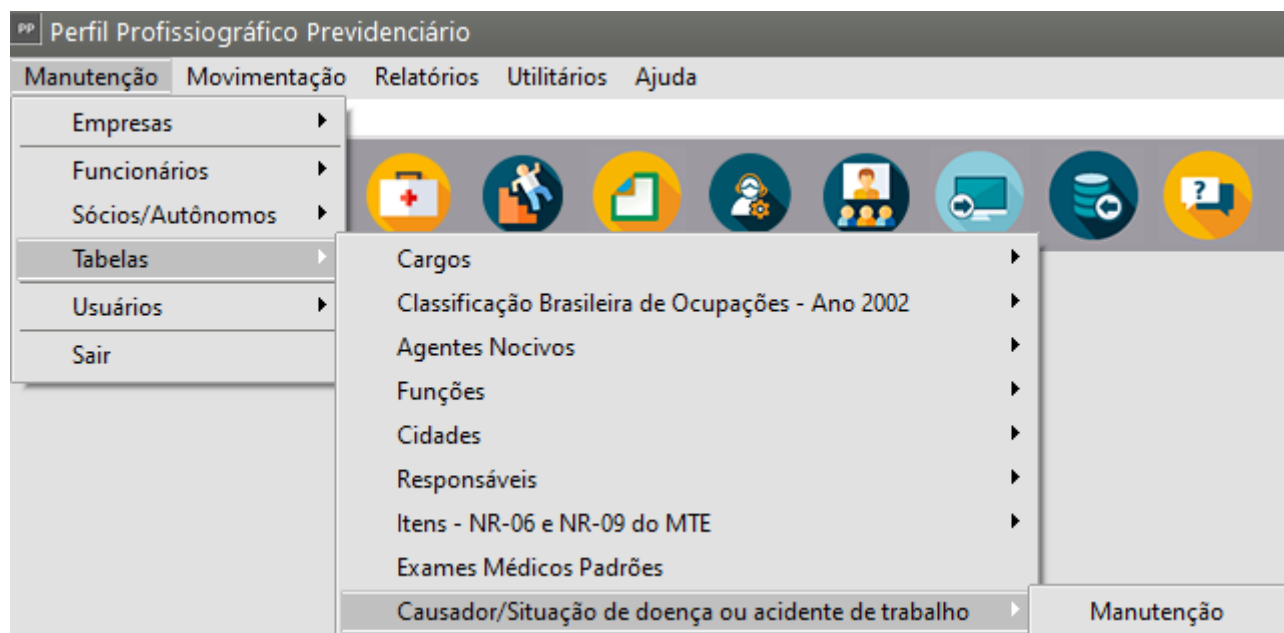 PP Perfil Profissiográfico Previdenciário
Manutenção Movimentação Relatórios Utilitários Ajuda
Empresas
Funcionários
Sócios/Autônomos
Tabelas
Usuários
Sair
?
Cargos
Classificação Brasileira de Ocupações - Ano 2002
Agentes Nocivos
Funções
Cidades
Responsáveis
Itens - NR-06 e NR-09 do MTE
Exames Médicos Padrões
Causador/Situação de doença ou acidente de trabalho
Manutenção